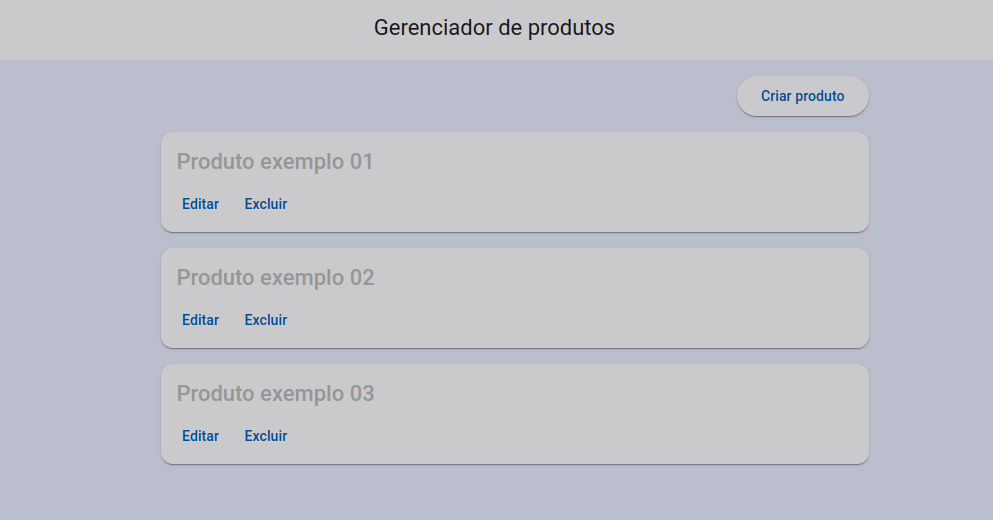 Gerenciador de produtos
Criar produto
Produto exemplo 01
Editar Excluir
Produto exemplo 02
Editar Excluir
Produto exemplo 03
Editar Excluir